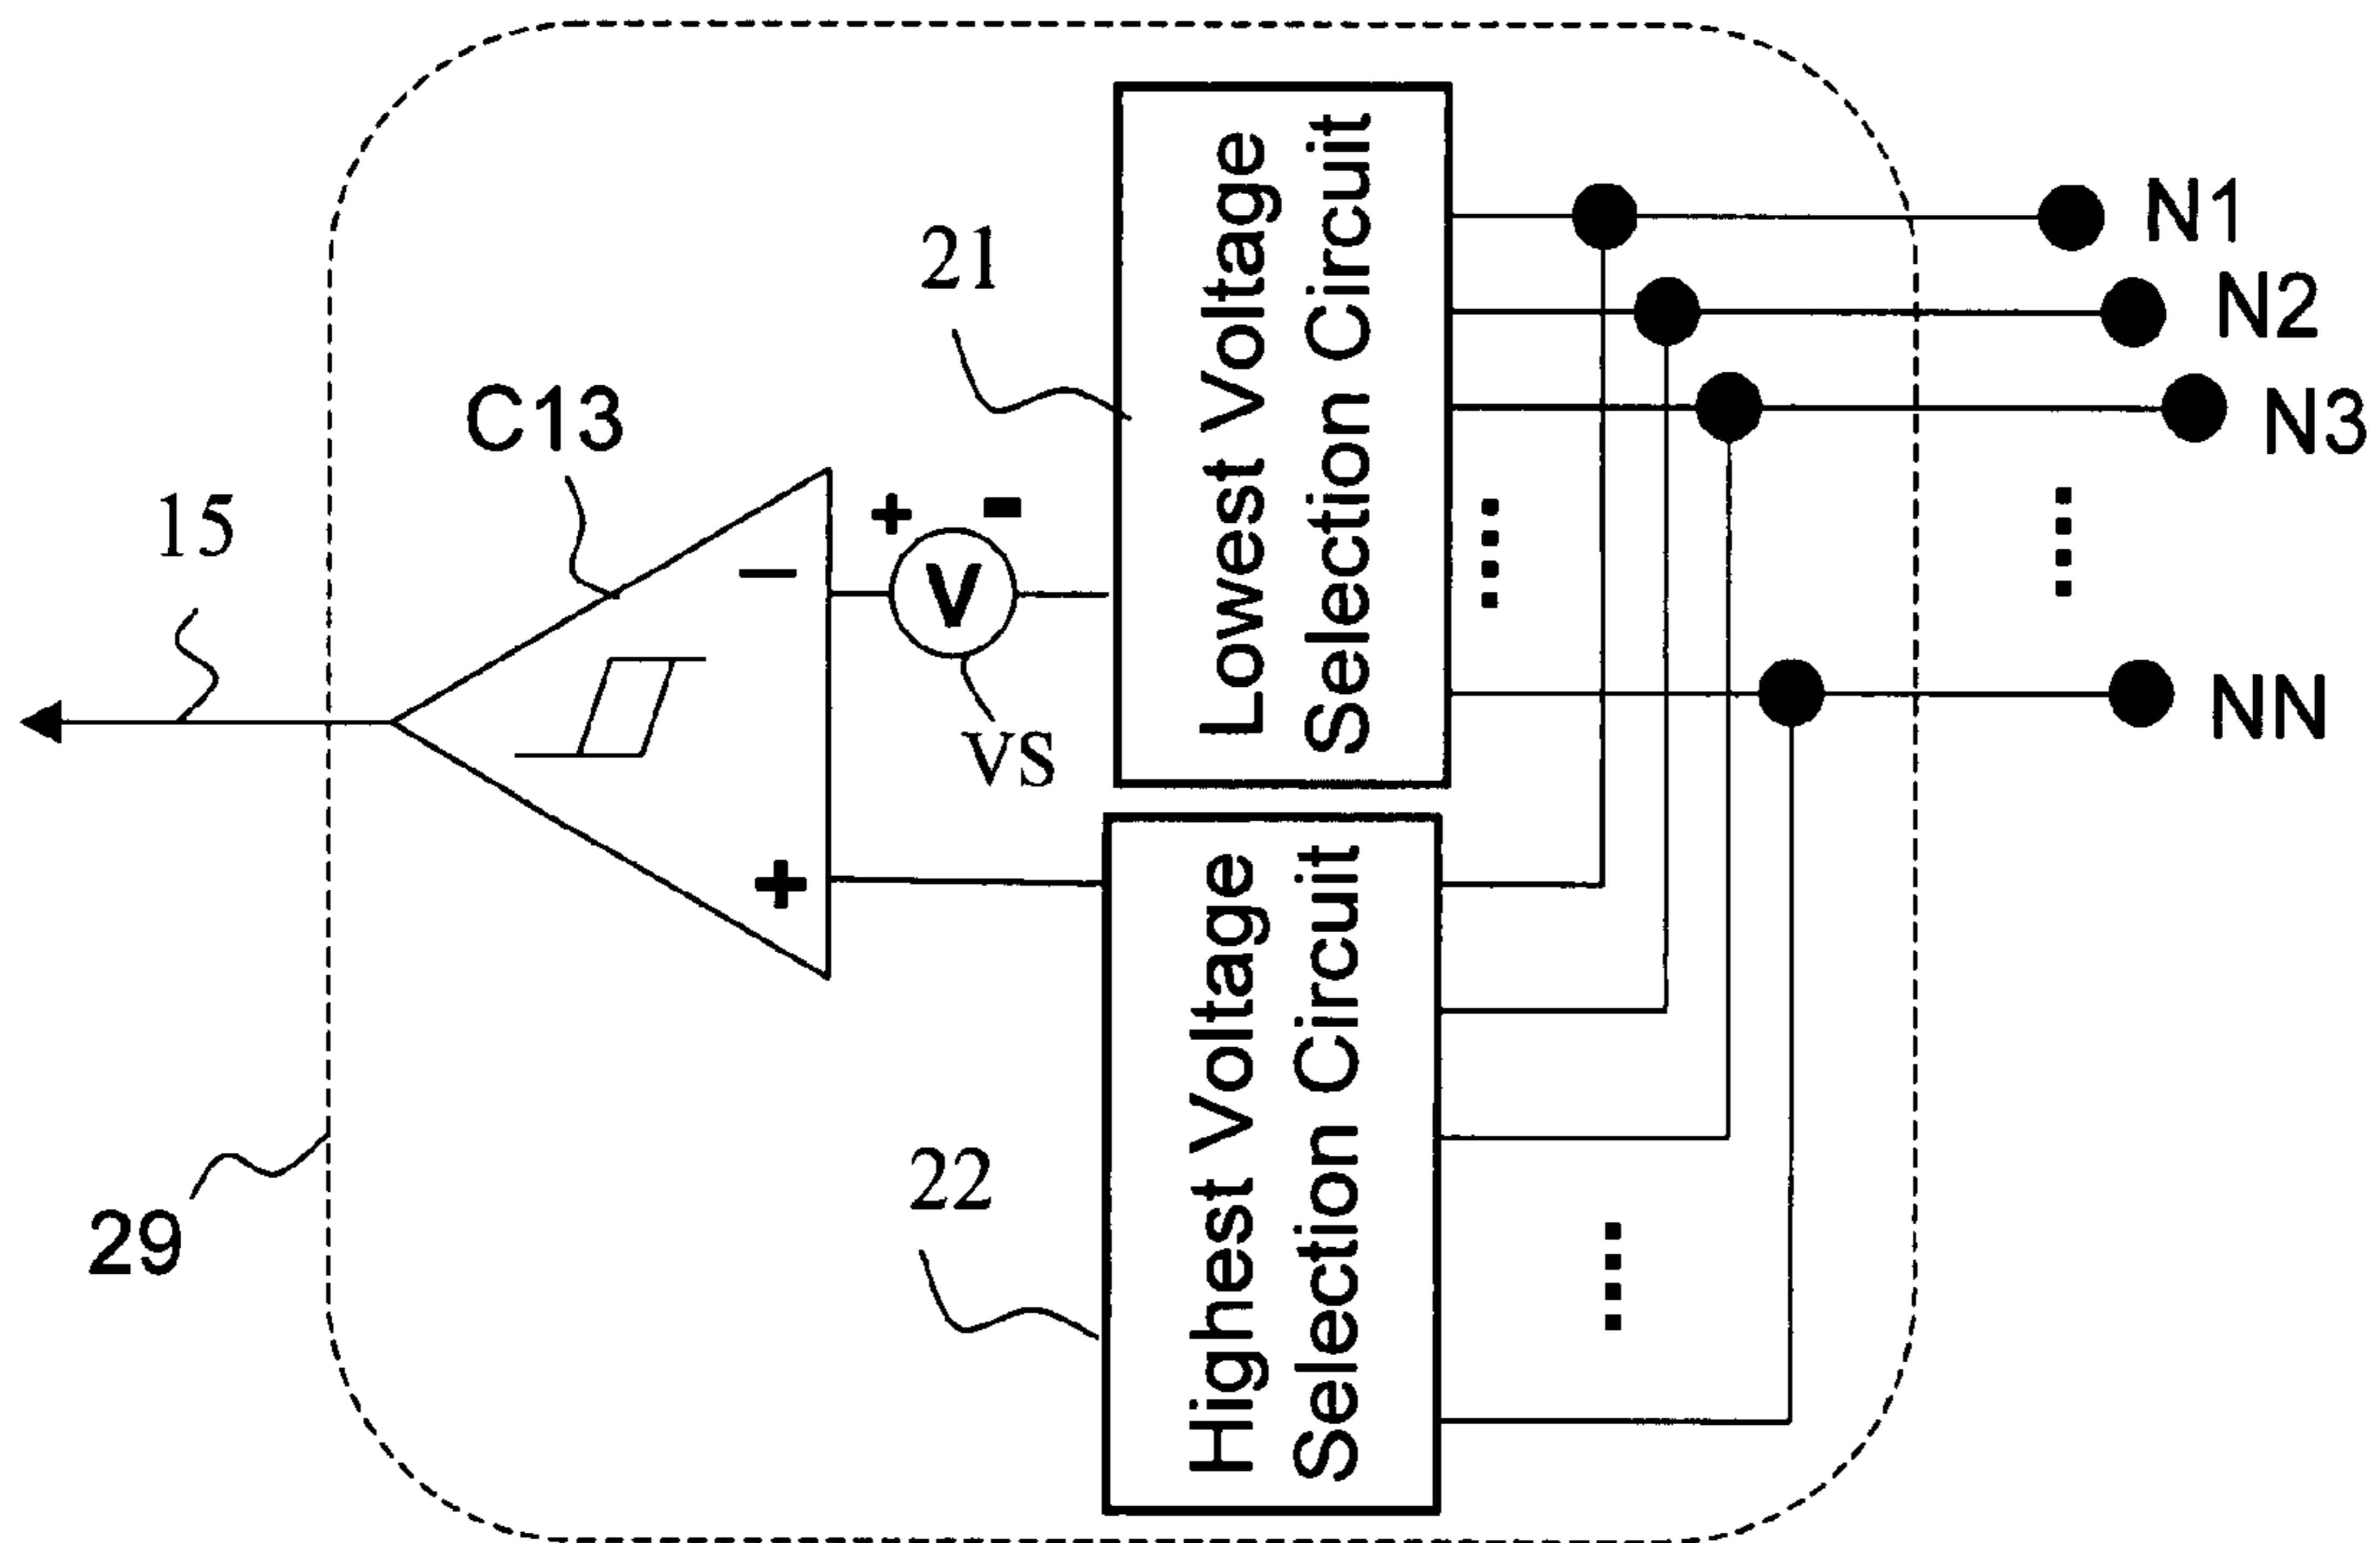 Lowest Voltage
Selection Circuit
N1
21
N2
C13
N3
15
+
-
−
V
NN
VS
+
Highest Voltage
Selection Circuit
22
29